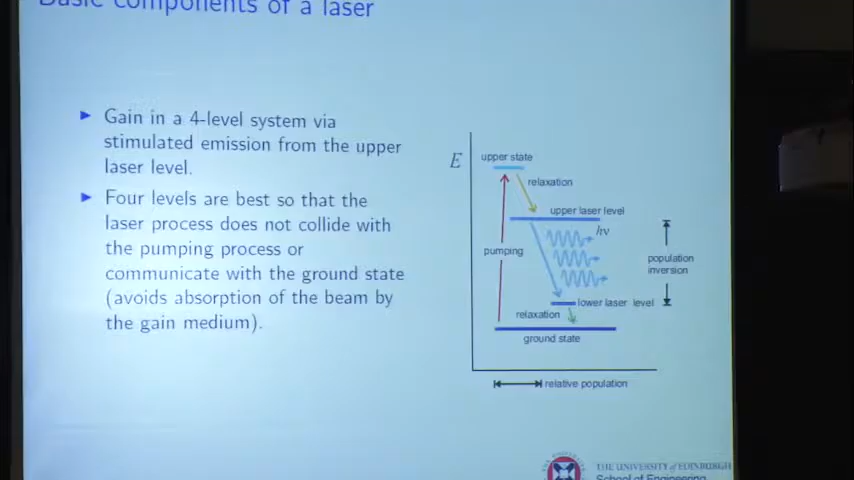 Basic components of a laser
Gain in a 4-level system via
stimulated emission from the upper
laser level.
Four levels are best so that the
laser process does not collide with
the pumping process or
communicate with the ground state
(avoids absorption of the beam by
the gain medium).
E
upper state
relaxation
upper laser level
hν
pumping
population
inversion
lower laser level
relaxation
ground state
relative population
THE UNIVERSITY of EDINBURGH
School of Engineering